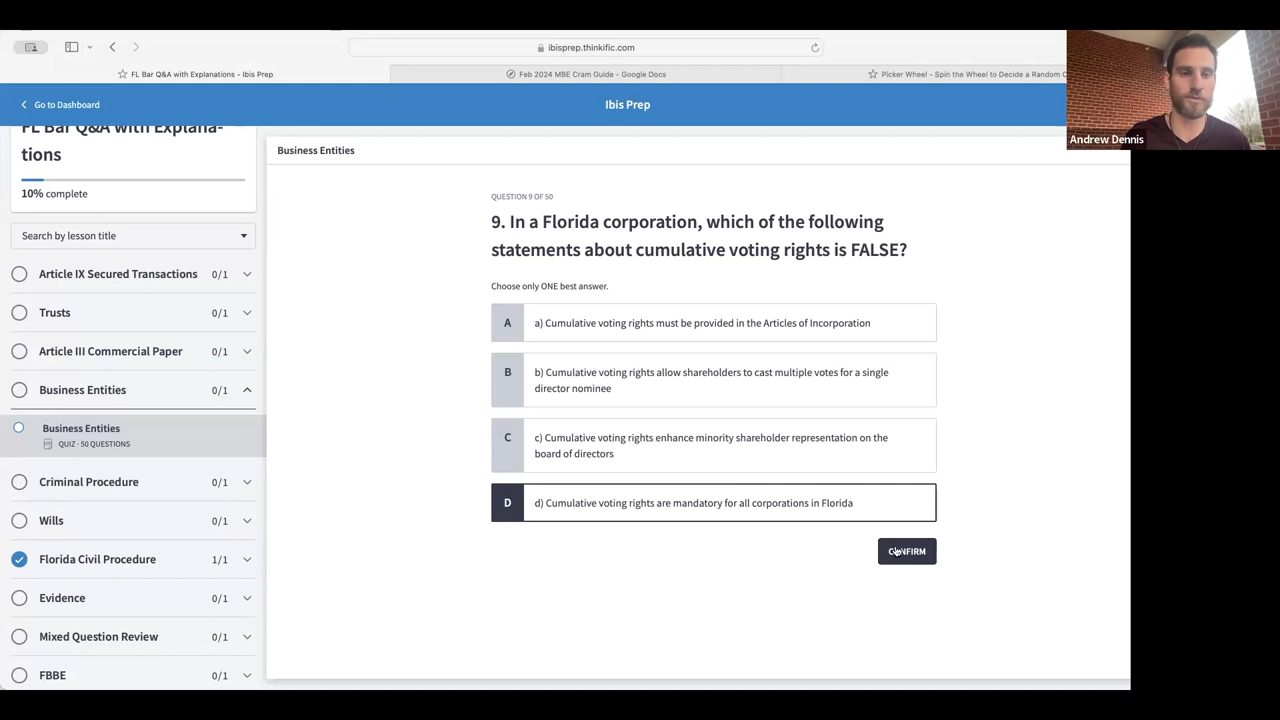 ibisprep.thinkific.com
FL Bar Q&A with Explanations - Ibis Prep
Feb 2024 MBE Cram Guide - Google Docs
Picker Wheel – Spin the Wheel to Decide a Random
Go to Dashboard
Ibis Prep
Andrew Dennis
FL Bar Q&A with Explana-
tions
10% complete
Search by lesson title
Article IX Secured Transactions 0/1
Trusts 0/1
Article III Commercial Paper 0/1
Business Entities 0/1
Business Entities
QUIZ · 50 QUESTIONS
Criminal Procedure 0/1
Wills 0/1
Florida Civil Procedure 1/1
Evidence 0/1
Mixed Question Review 0/1
FBBE 0/1
Business Entities
QUESTION 9 OF 50
9. In a Florida corporation, which of the following
statements about cumulative voting rights is FALSE?
Choose only ONE best answer.
A a) Cumulative voting rights must be provided in the Articles of Incorporation
B b) Cumulative voting rights allow shareholders to cast multiple votes for a single
director nominee
C c) Cumulative voting rights enhance minority shareholder representation on the
board of directors
D d) Cumulative voting rights are mandatory for all corporations in Florida
CONFIRM